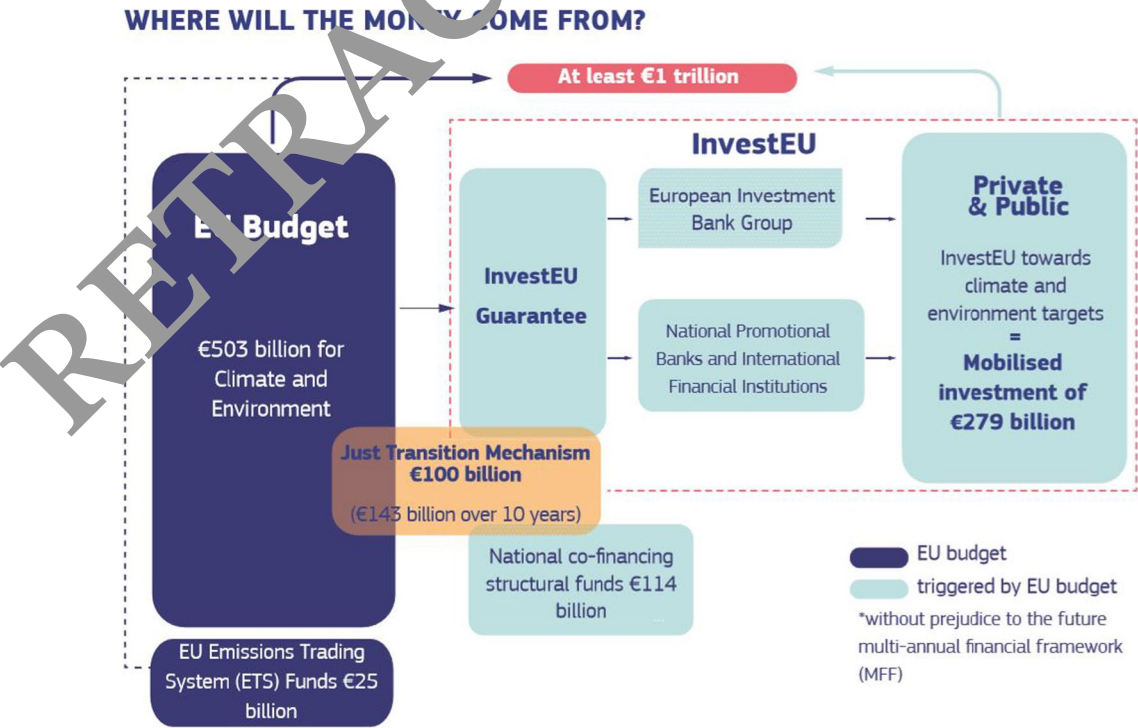 WHERE WILL THE MONEY COME FROM?
At least €1 trillion
InvestEU
EU Budget
€503 billion for
Climate and
Environment
InvestEU
Guarantee
European Investment
Bank Group
National Promotional
Banks and International
Financial Institutions
Private
& Public
InvestEU towards
climate and
environment targets
=
Mobilised
investment of
€279 billion
Just Transition Mechanism
€100 billion
(€143 billion over 10 years)
National co-financing
structural funds €114
billion
EU Emissions Trading
System (ETS) Funds €25
billion
EU budget
triggered by EU budget
*without prejudice to the future
multi-annual financial framework
(MFF)
RETRAC